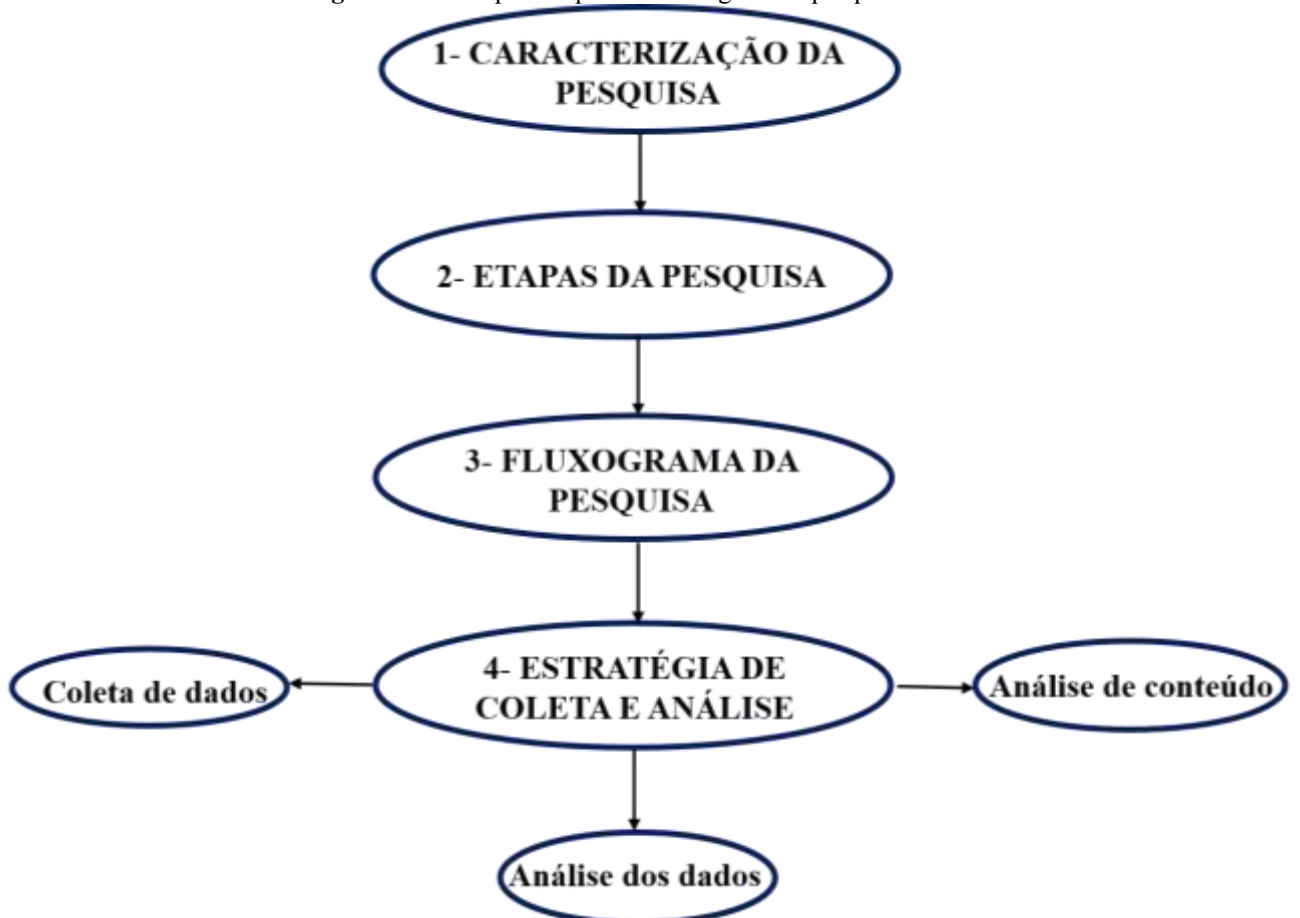 1- CARACTERIZAÇÃO DA
PESQUISA
2- ETAPAS DA PESQUISA
3- FLUXOGRAMA DA
PESQUISA
4- ESTRATÉGIA DE
COLETA E ANÁLISE
Coleta de dados
Análise de conteúdo
Análise dos dados